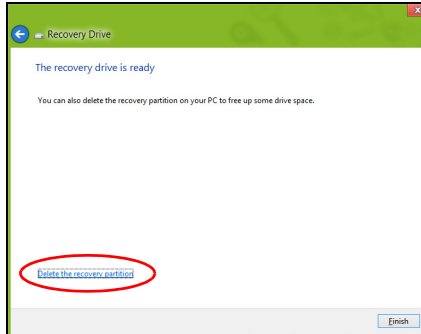 Recovery Drive
The recovery drive is ready
You can also delete the recovery partition on your PC to free up some drive space.
Delete the recovery partition
Finish